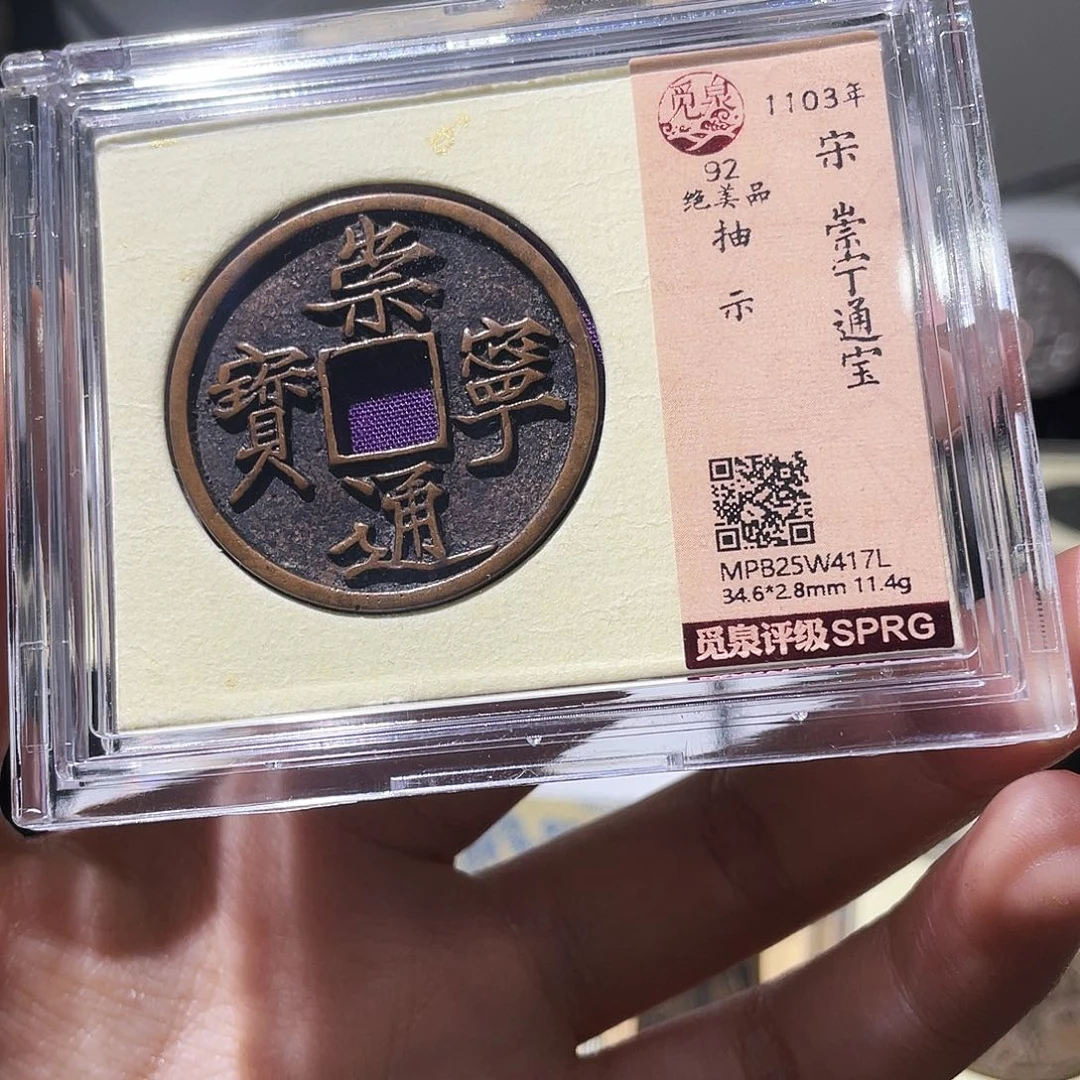 崇
寧
通
寶
觅泉
1103年
宋 崇宁通宝
92
绝美品
抽
示
MPB25W417L
34.6*2.8mm 11.4g
觅泉评级SPRG